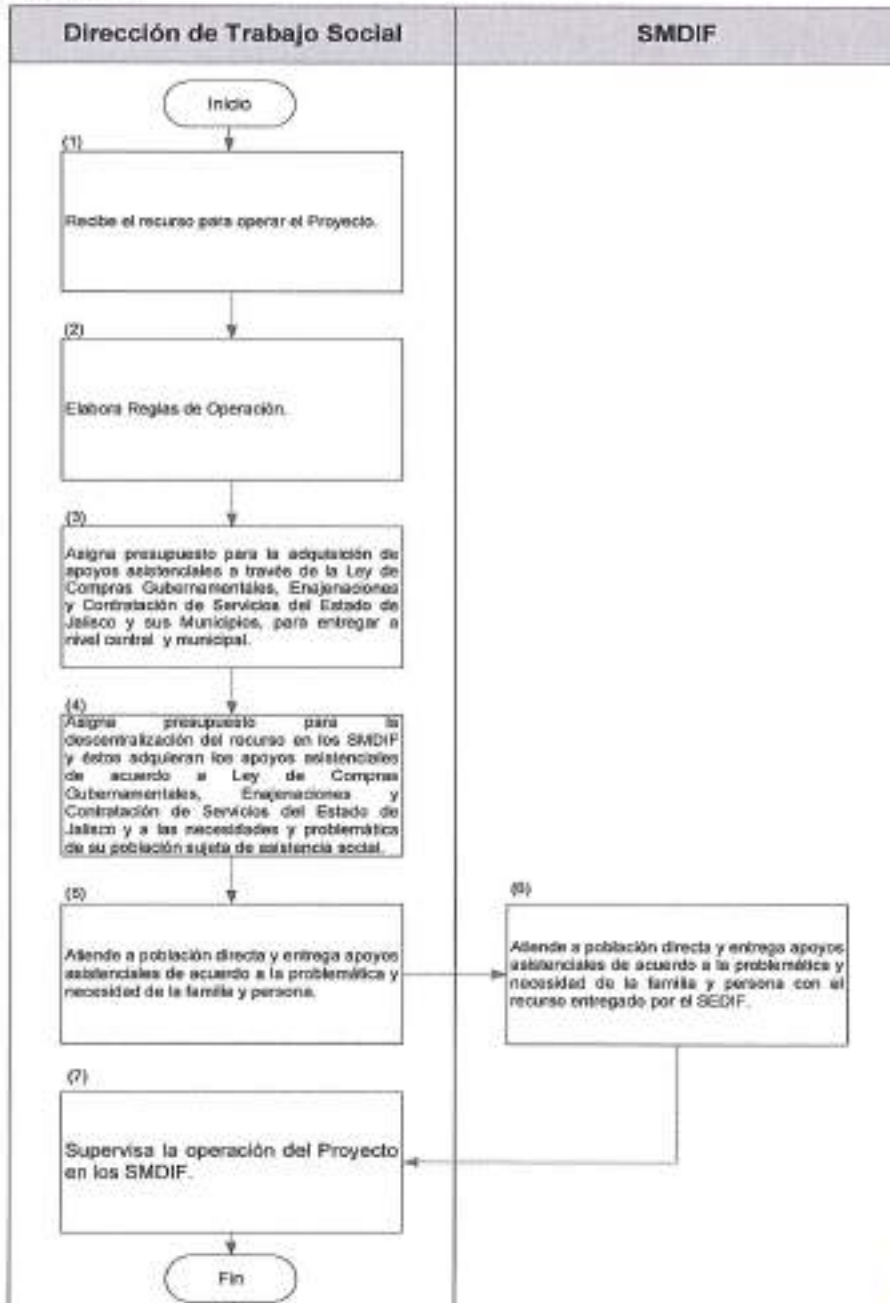 Dirección de Trabajo Social
SMDIF
Inicio
(1)
Recibe el recurso para operar el Proyecto.
(2)
Elabora Reglas de Operación.
(3)
Asigna presupuesto para la adquisición de
apoyos asistenciales a través de la Ley de
Compras Gubernamentales, Enajenaciones
y Contratación de Servicios del Estado de
Jalisco y sus Municipios, para entregar a
nivel central y municipal.
(4)
Asigna presupuesto para la
descentralización del recurso en los SMDIF
y éstos adquieran los apoyos asistenciales
de acuerdo a Ley de Compras
Gubernamentales, Enajenaciones y
Contratación de Servicios del Estado de
Jalisco y a las necesidades y problemática
de su población sujeta de asistencia social.
(5)
Atiende a población directa y entrega apoyos
asistenciales de acuerdo a la problemática y
necesidad de la familia y persona.
(6)
Atiende a población directa y entrega apoyos
asistenciales de acuerdo a la problemática y
necesidad de la familia y persona con el
recurso entregado por el SEDIF.
(7)
Supervisa la operación del Proyecto
en los SMDIF.
Fin